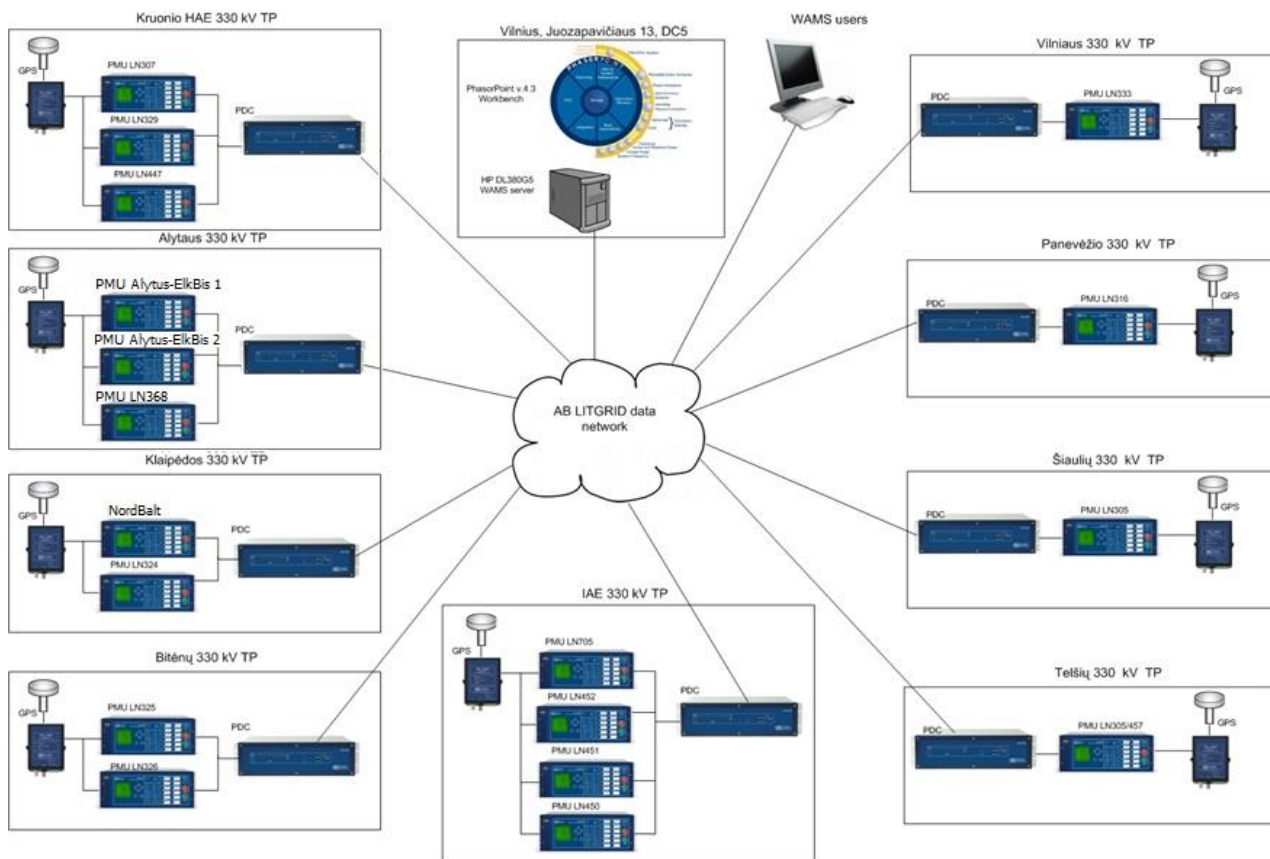 Kruonio HAE 330 kV TP
GPS
PMU LN307
PMU LN329
PMU LN447
PDC
Vilnius, Juozapavičiaus 13, DC5
PhasorPoint v.4.3
Workbench
PHASORPOINT
HP DL380G5
WAMS server
WAMS users
Vilniaus 330 kV TP
PDC
PMU LN333
GPS
Alytaus 330 kV TP
GPS
PMU Alytus-ElkBis 1
PMU Alytus-ElkBis 2
PMU LN368
PDC
Panevėžio 330 kV TP
PDC
PMU LN316
GPS
AB LITGRID data
network
Klaipėdos 330 kV TP
GPS
NordBalt
PMU LN324
PDC
Šiaulių 330 kV TP
PDC
PMU LN305
GPS
Bitėnų 330 kV TP
GPS
PMU LN325
PMU LN326
PDC
IAE 330 kV TP
GPS
PMU LN705
PMU LN452
PMU LN451
PMU LN450
PDC
Telšių 330 kV TP
PDC
PMU LN305/457
GPS